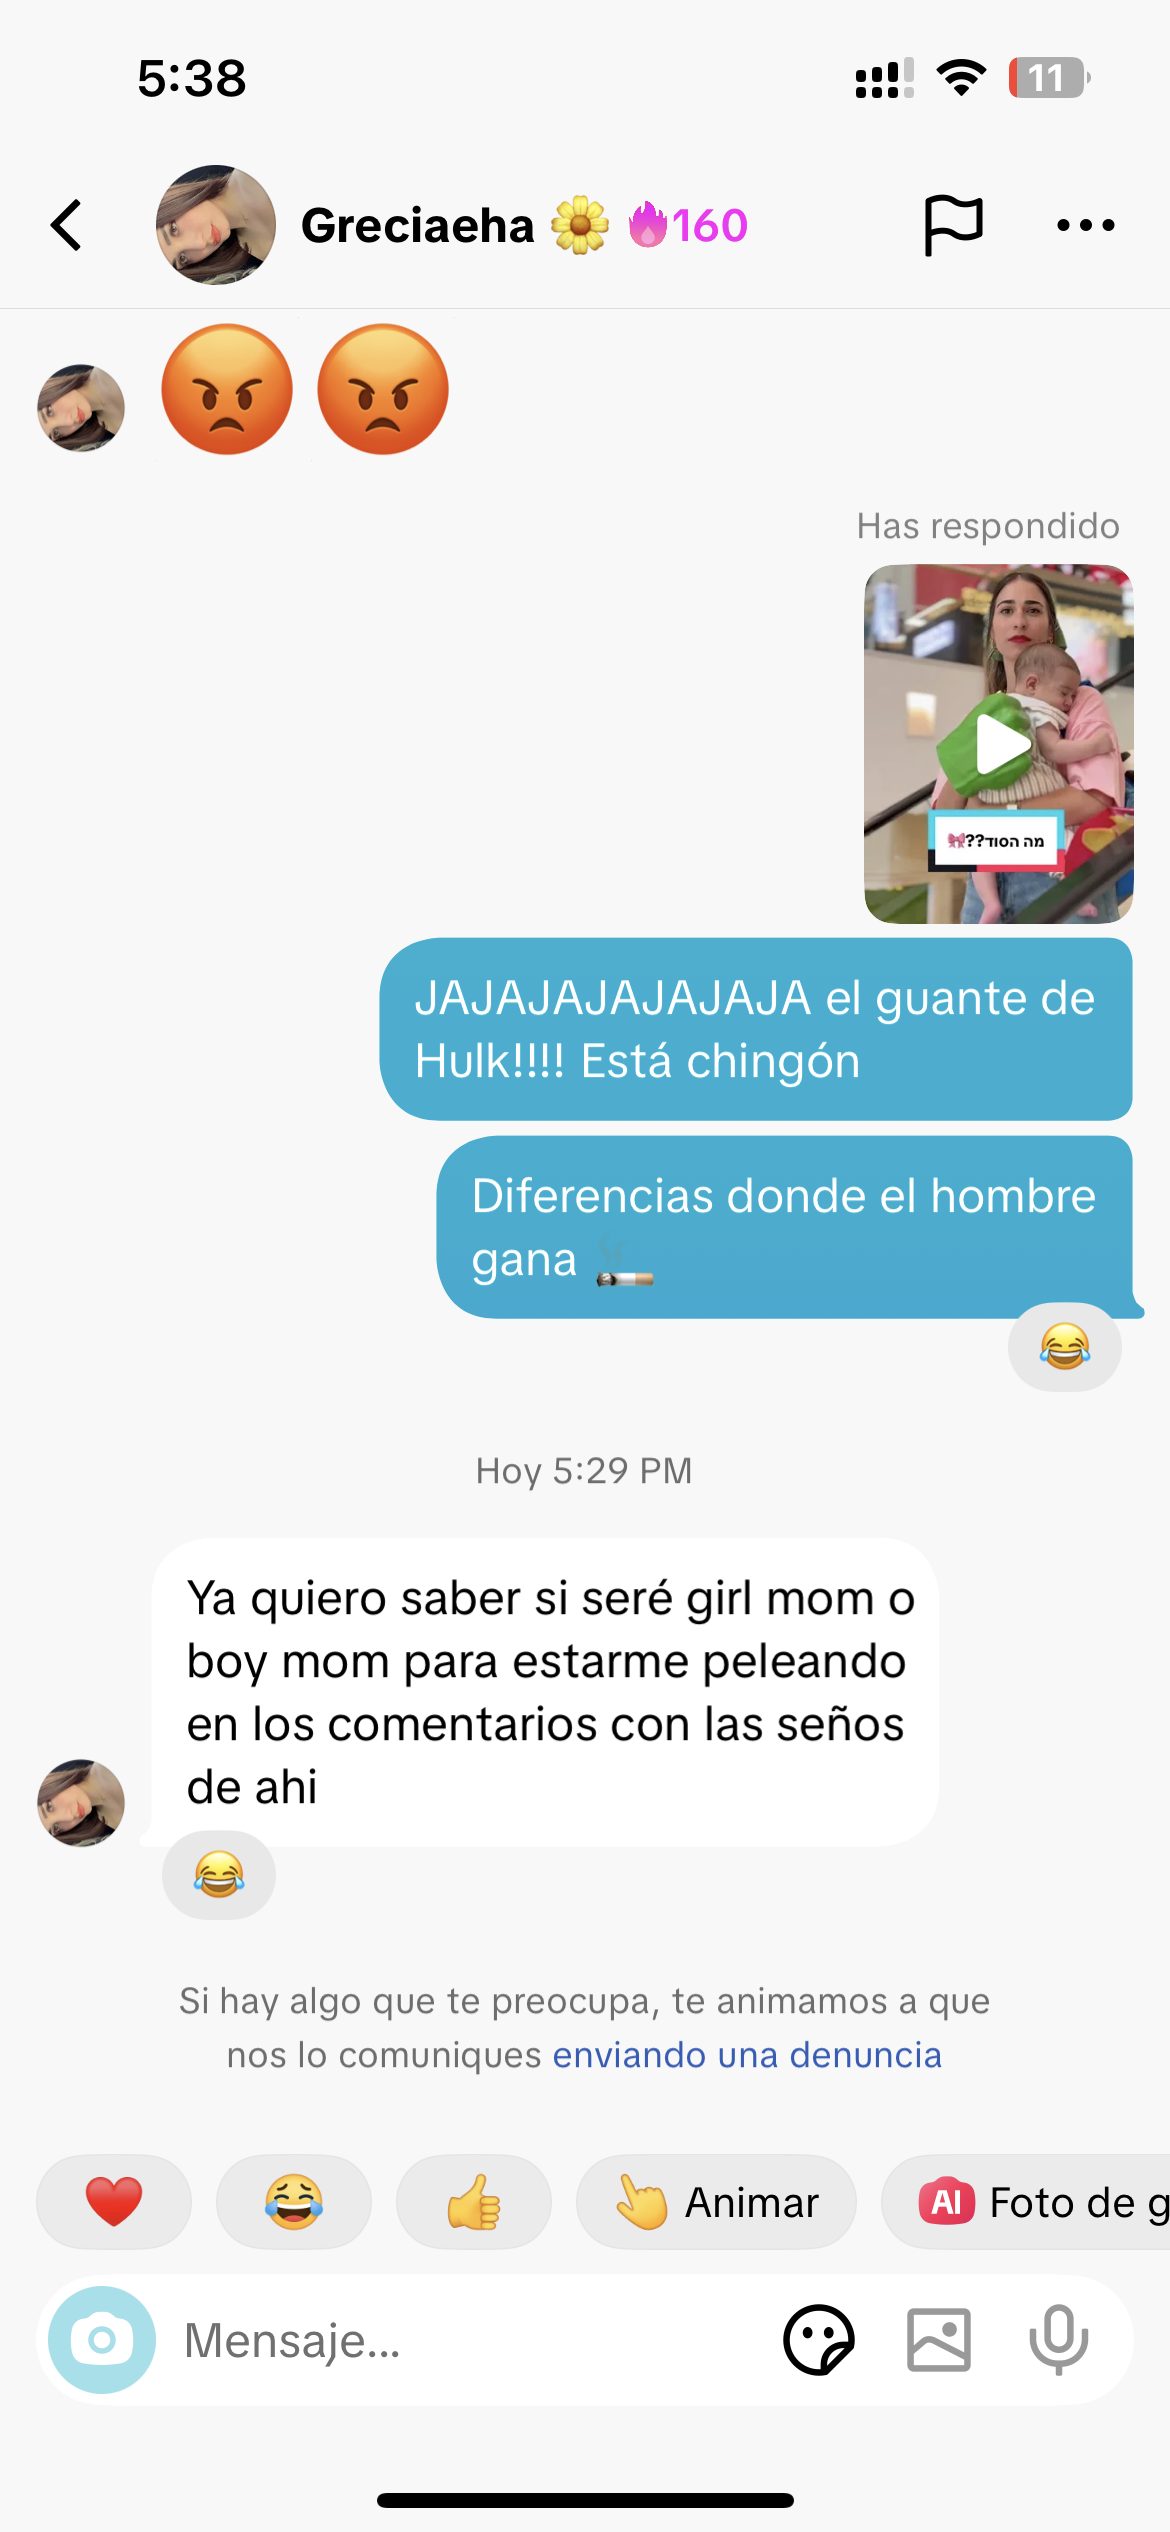 5:38
11
Greciaeha 🌼 160
😡 😡
Has respondido
מה הסוד??🎀
JAJAJAJAJAJAJA el guante de
Hulk!!!! Está chingón
Diferencias donde el hombre
gana 🚬
😂
Hoy 5:29 PM
Ya quiero saber si seré girl mom o
boy mom para estarme peleando
en los comentarios con las seños
de ahi
😂
Si hay algo que te preocupa, te animamos a que
nos lo comuniques enviando una denuncia
❤️ 😂 👍 👆 Animar AI Foto de g
Mensaje...